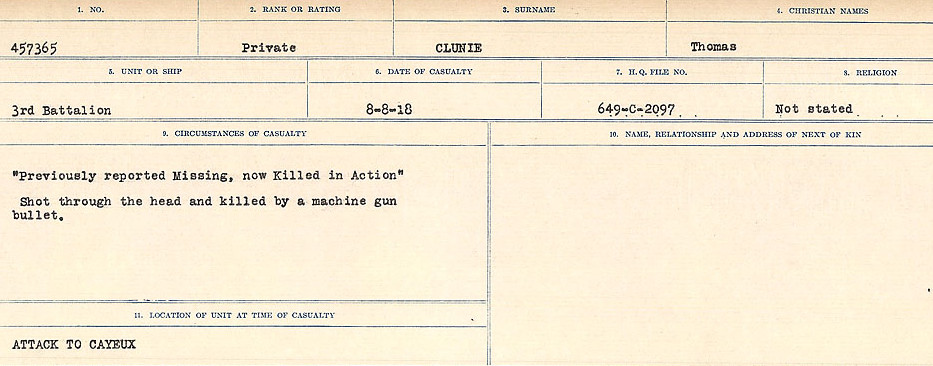 1. NO. 2. RANK OR RATING 3. SURNAME 4. CHRISTIAN NAMES
457365 Private CLUNIE Thomas
5. UNIT OR SHIP 6. DATE OF CASUALTY 7. H.Q. FILE NO. 8. RELIGION
3rd Battalion 8-8-18 649-C-2097 Not stated
9. CIRCUMSTANCES OF CASUALTY 10. NAME, RELATIONSHIP AND ADDRESS OF NEXT OF KIN
"Previously reported Missing, now Killed in Action"
Shot through the head and killed by a machine gun
bullet.
11. LOCATION OF UNIT AT TIME OF CASUALTY
ATTACK TO CAYEUX